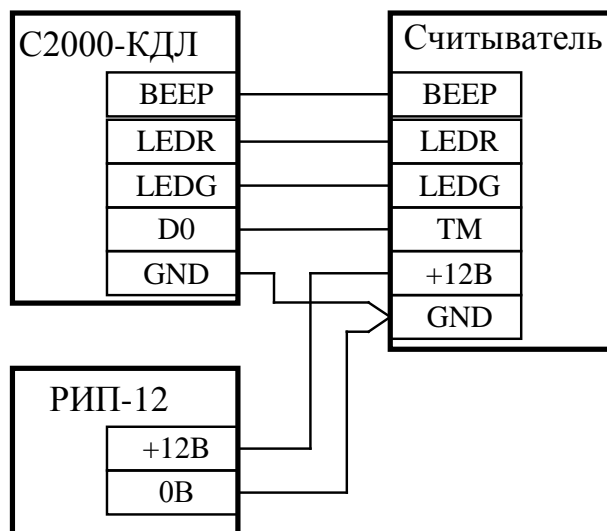 С2000-КДЛ
BEEP
LEDR
LEDG
D0
GND
Считыватель
BEEP
LEDR
LEDG
TM
+12В
GND
РИП-12
+12В
0В